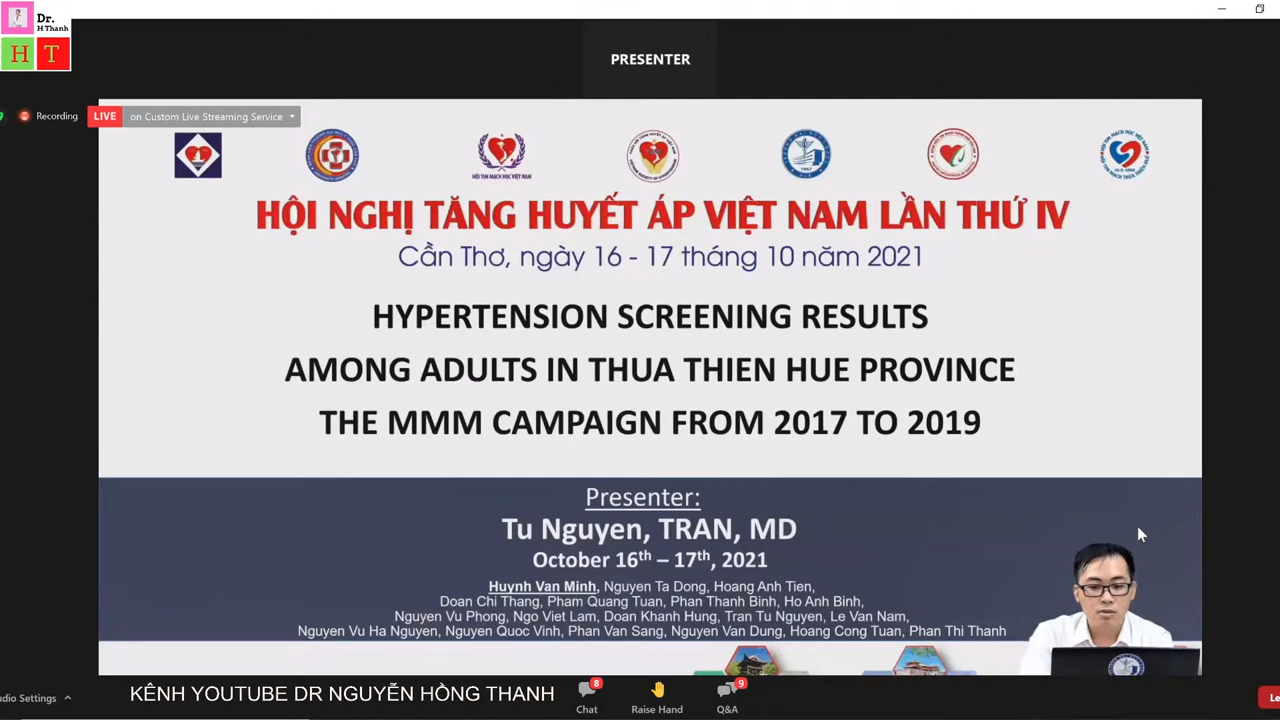 Dr.
H Thanh
H T
PRESENTER
Recording
LIVE on Custom Live Streaming Service
HỘI TIM MẠCH HỌC VIỆT NAM
HỘI NGHỊ TĂNG HUYẾT ÁP VIỆT NAM LẦN THỨ IV
Cần Thơ, ngày 16 - 17 tháng 10 năm 2021
HYPERTENSION SCREENING RESULTS
AMONG ADULTS IN THUA THIEN HUE PROVINCE
THE MMM CAMPAIGN FROM 2017 TO 2019
Presenter:
Tu Nguyen, TRAN, MD
October 16th – 17th, 2021
Huynh Van Minh, Nguyen Ta Dong, Hoang Anh Tien,
Doan Chi Thang, Pham Quang Tuan, Phan Thanh Binh, Ho Anh Binh,
Nguyen Vu Phong, Ngo Viet Lam, Doan Khanh Hung, Tran Tu Nguyen, Le Van Nam,
Nguyen Vu Ha Nguyen, Nguyen Quoc Vinh, Phan Van Sang, Nguyen Van Dung, Hoang Cong Tuan, Phan Thi Thanh
udio Settings
KÊNH YOUTUBE DR NGUYỄN HỒNG THANH
8
Chat
Raise Hand
9
Q&A
Le